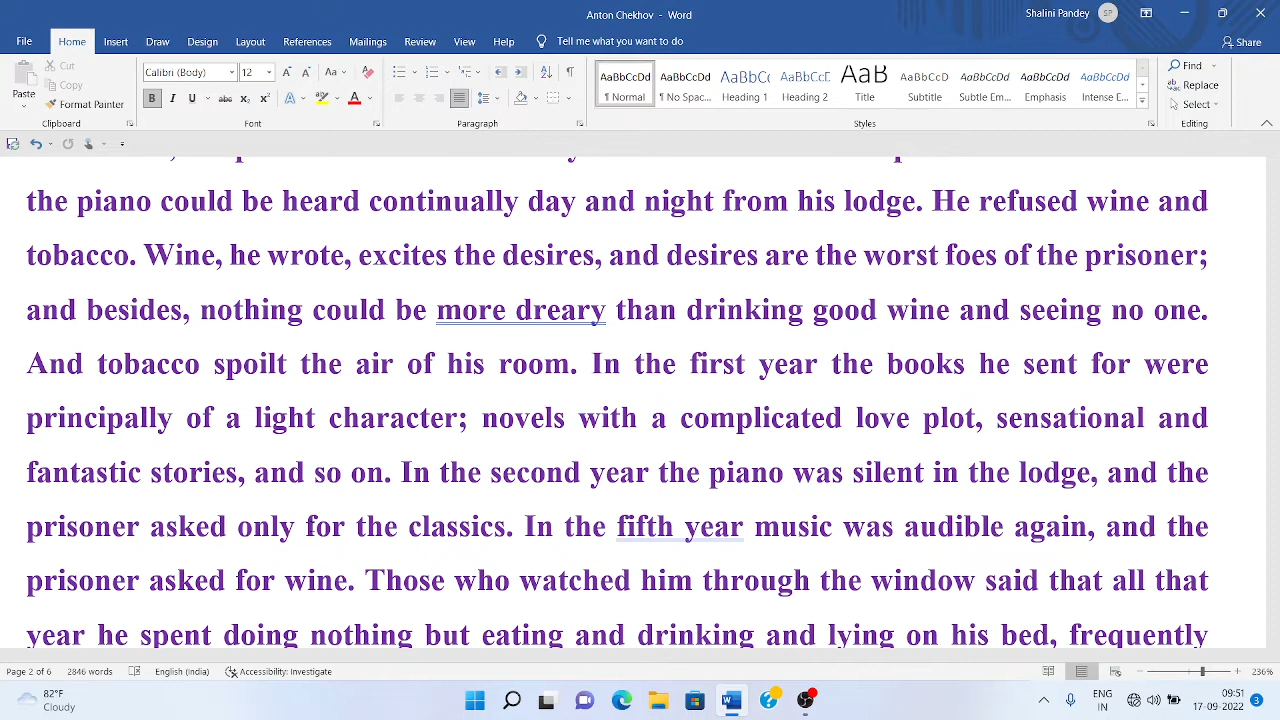 Anton Chekhov - Word
Shalini Pandey SP
File Home Insert Draw Design Layout References Mailings Review View Help Tell me what you want to do Share
Paste Cut Copy Format Painter Clipboard
Calibri (Body) 12 Aa B I U abc x₂ x² A A Font
Paragraph
AaBbCcDd ¶ Normal
AaBbCcDd ¶ No Spac...
AaBbC( Heading 1
AaBbCcE Heading 2
AaB Title
AaBbCcD Subtitle
AaBbCcDd Subtle Em...
AaBbCcDd Emphasis
AaBbCcDd Intense E...
Styles
Find Replace Select Editing
the piano could be heard continually day and night from his lodge. He refused wine and
tobacco. Wine, he wrote, excites the desires, and desires are the worst foes of the prisoner;
and besides, nothing could be more dreary than drinking good wine and seeing no one.
And tobacco spoilt the air of his room. In the first year the books he sent for were
principally of a light character; novels with a complicated love plot, sensational and
fantastic stories, and so on. In the second year the piano was silent in the lodge, and the
prisoner asked only for the classics. In the fifth year music was audible again, and the
prisoner asked for wine. Those who watched him through the window said that all that
year he spent doing nothing but eating and drinking and lying on his bed, frequently
Page 2 of 6 2846 words English (India) Accessibility: Investigate 236%
82°F
Cloudy
ENG
IN
09:51
17-09-2022
3